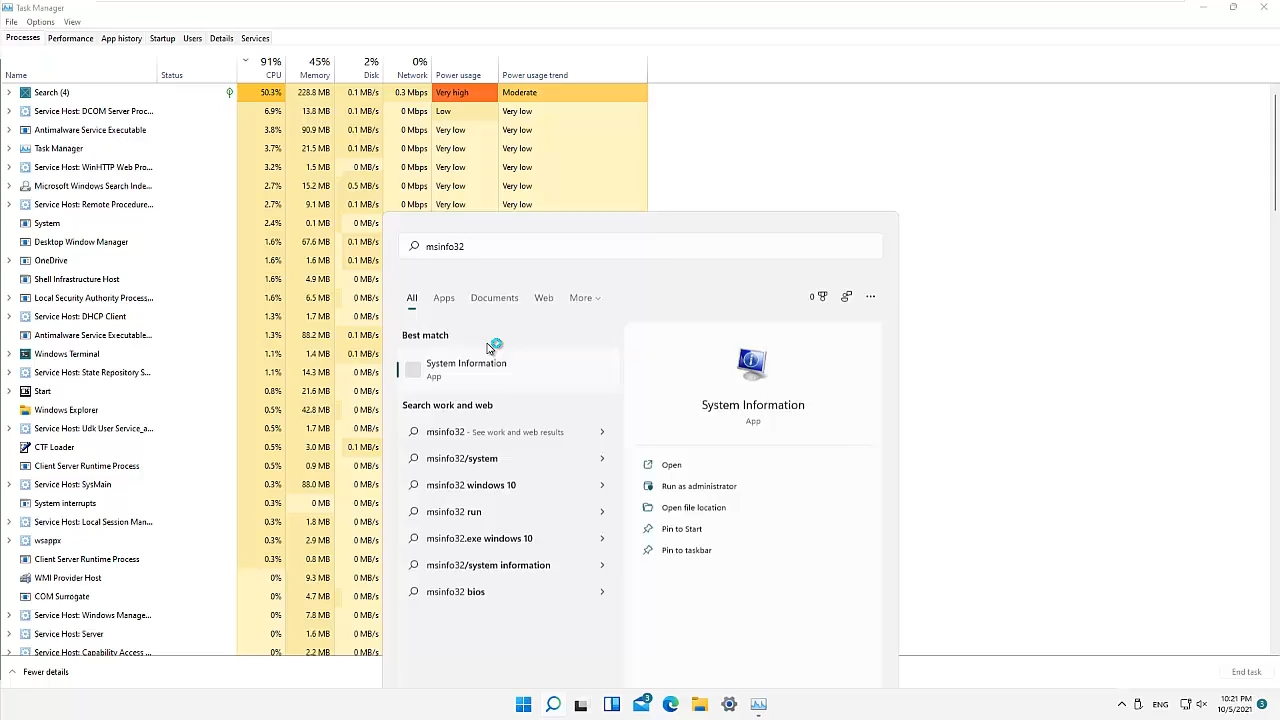 Task Manager
File Options View
Processes Performance App history Startup Users Details Services
91% 45% 2% 0%
Name Status CPU Memory Disk Network Power usage Power usage trend
Search (4) 50.3% 228.8 MB 0.1 MB/s 0.3 Mbps Very high Moderate
Service Host: DCOM Server Proc... 6.9% 13.8 MB 0.1 MB/s 0 Mbps Low Very low
Antimalware Service Executable 3.8% 90.9 MB 0.1 MB/s 0 Mbps Very low Very low
Task Manager 3.7% 21.5 MB 0.1 MB/s 0 Mbps Very low Very low
Service Host: WinHTTP Web Pro... 3.2% 1.5 MB 0 MB/s 0 Mbps Very low Very low
Microsoft Windows Search Inde... 2.7% 15.2 MB 0.5 MB/s 0 Mbps Very low Very low
Service Host: Remote Procedure... 2.7% 9.1 MB 0.1 MB/s 0 Mbps Very low Very low
System 2.4% 0.1 MB 0 MB/s
Desktop Window Manager 1.6% 67.6 MB 0.1 MB/s
OneDrive 1.6% 18.8 MB 0.1 MB/s
Shell Infrastructure Host 1.6% 4.9 MB 0 MB/s
Local Security Authority Process... 1.6% 6.5 MB 0 MB/s
Service Host: DHCP Client 1.3% 1.7 MB 0 MB/s
Antimalware Service Executable 1.3% 88.2 MB 0 MB/s
Windows Terminal 1.1% 1.4 MB 0 MB/s
Service Host: State Repository S... 1.1% 14.3 MB 0 MB/s
Start 0.8% 21.6 MB 0 MB/s
Windows Explorer 0.5% 42.8 MB 0 MB/s
Service Host: Udk User Service_a... 0.5% 1.7 MB 0 MB/s
CTF Loader 0.5% 3.0 MB 0.1 MB/s
Client Server Runtime Process 0.5% 0.9 MB 0 MB/s
Service Host: SysMain 0.3% 88.0 MB 0 MB/s
System interrupts 0.3% 0 MB 0 MB/s
Service Host: Local Session Man... 0.3% 1.8 MB 0 MB/s
wsappx 0.3% 2.9 MB 0 MB/s
Client Server Runtime Process 0.3% 0.8 MB 0 MB/s
WMI Provider Host 0% 9.3 MB 0 MB/s
COM Surrogate 0% 4.7 MB 0 MB/s
Service Host: Windows Manage... 0% 7.8 MB 0 MB/s
Service Host: Server 0% 1.6 MB 0 MB/s
Service Host: Capability Access ... 0% 2.2 MB 0 MB/s
Fewer details
End task
msinfo32
All Apps Documents Web More 0 ...
Best match
System Information
App
Search work and web
msinfo32 - See work and web results
msinfo32/system
msinfo32 windows 10
msinfo32 run
msinfo32.exe windows 10
msinfo32/system information
msinfo32 bios
System Information
App
Open
Run as administrator
Open file location
Pin to Start
Pin to taskbar
3
ENG
10:21 PM
10/5/2021
3